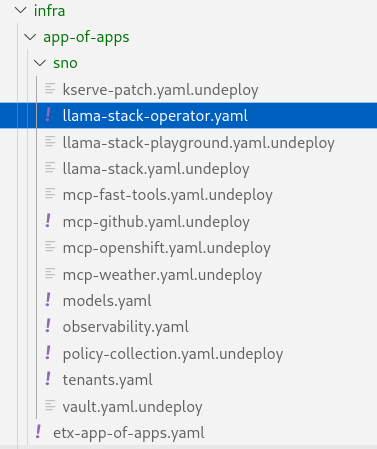 infra
app-of-apps
sno
kserve-patch.yaml.undeploy
! llama-stack-operator.yaml
llama-stack-playground.yaml.undeploy
llama-stack.yaml.undeploy
mcp-fast-tools.yaml.undeploy
! mcp-github.yaml.undeploy
mcp-openshift.yaml.undeploy
mcp-weather.yaml.undeploy
! models.yaml
! observability.yaml
! policy-collection.yaml.undeploy
! tenants.yaml
vault.yaml.undeploy
! etx-app-of-apps.yaml